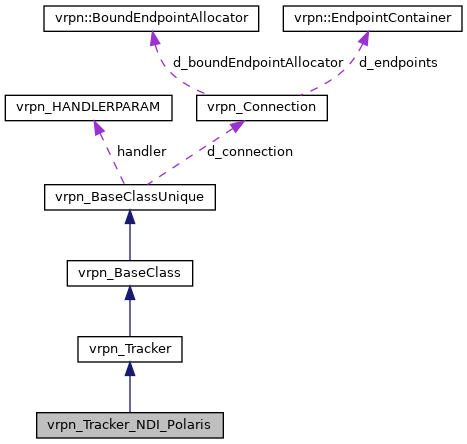 vrpn::BoundEndpointAllocator
vrpn::EndpointContainer
d_boundEndpointAllocator
d_endpoints
vrpn_HANDLERPARAM
vrpn_Connection
handler
d_connection
vrpn_BaseClassUnique
vrpn_BaseClass
vrpn_Tracker
vrpn_Tracker_NDI_Polaris